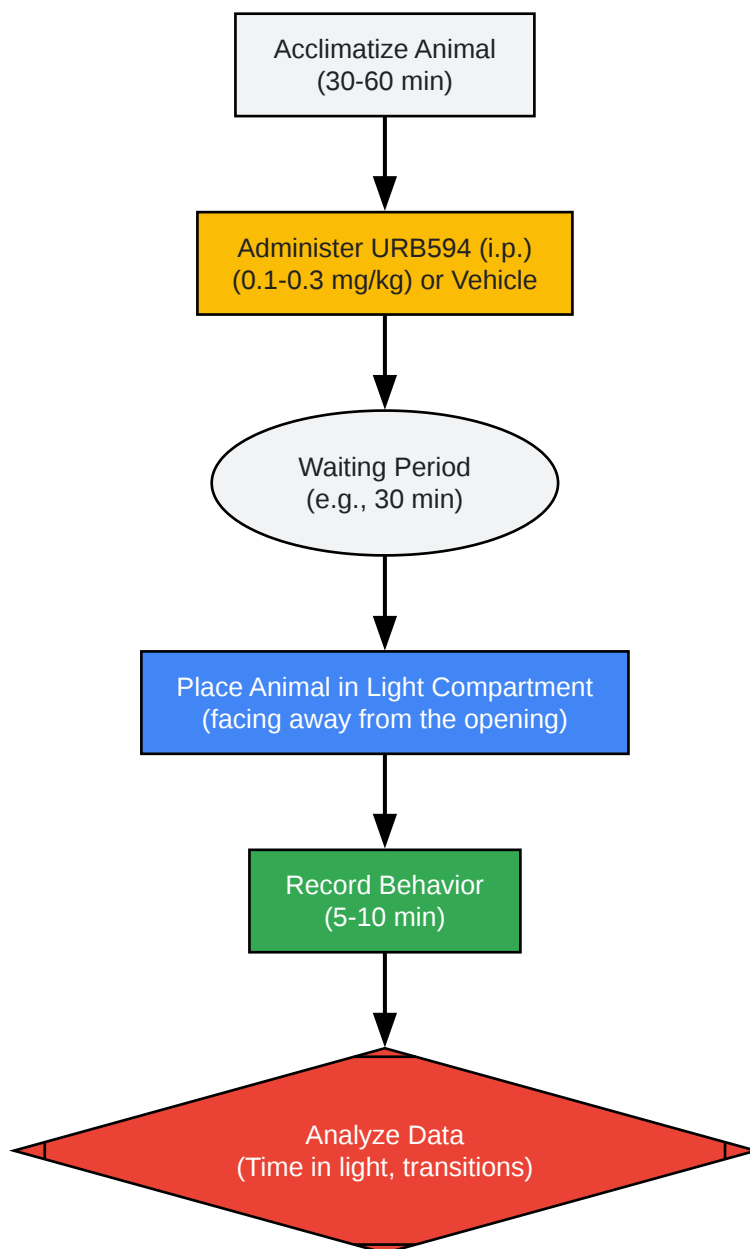 Acclimatize Animal
(30-60 min)
Administer URB594 (i.p.)
(0.1-0.3 mg/kg) or Vehicle
Waiting Period
(e.g., 30 min)
Place Animal in Light Compartment
(facing away from the opening)
Record Behavior
(5-10 min)
Analyze Data
(Time in light, transitions)